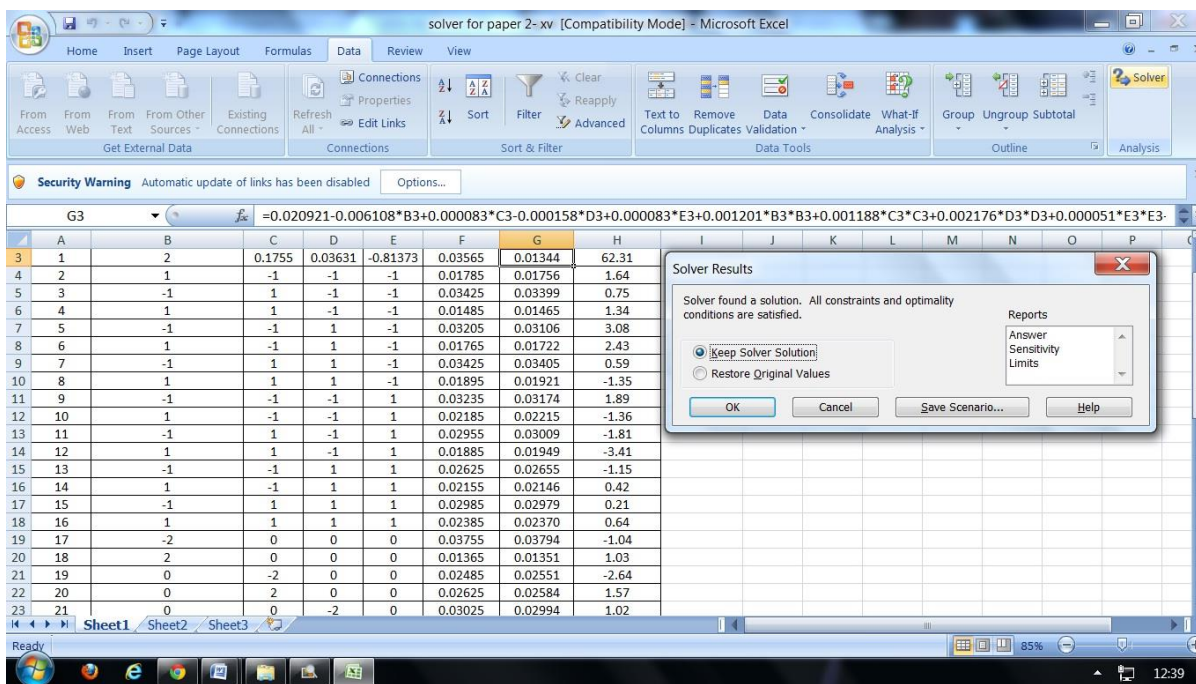 solver for paper 2- xv [Compatibility Mode] - Microsoft Excel
Home Insert Page Layout Formulas Data Review View
From Access From Web From Text From Other Sources Existing Connections Refresh All Connections Properties Edit Links Sort Filter Clear Reapply Advanced Text to Columns Remove Duplicates Data Validation Consolidate What-If Analysis Group Ungroup Subtotal Solver
Get External Data Connections Sort & Filter Data Tools Outline Analysis
Security Warning Automatic update of links has been disabled Options...
G3 fx =0.020921-0.006108*B3+0.000083*C3-0.000158*D3+0.000083*E3+0.001201*B3*B3+0.001188*C3*C3+0.002176*D3*D3+0.000051*E3*E3-
A B C D E F G H I J K L M N O P
3 1 2 0.1755 0.03631 -0.81373 0.03565 0.01344 62.31
4 2 1 -1 -1 -1 0.01785 0.01756 1.64
5 3 -1 1 -1 -1 0.03425 0.03399 0.75
6 4 1 1 -1 -1 0.01485 0.01465 1.34
7 5 -1 -1 1 -1 0.03205 0.03106 3.08
8 6 1 -1 1 -1 0.01765 0.01722 2.43
9 7 -1 1 1 -1 0.03425 0.03405 0.59
10 8 1 1 1 -1 0.01895 0.01921 -1.35
11 9 -1 -1 -1 1 0.03235 0.03174 1.89
12 10 1 -1 -1 1 0.02185 0.02215 -1.36
13 11 -1 1 -1 1 0.02955 0.03009 -1.81
14 12 1 1 -1 1 0.01885 0.01949 -3.41
15 13 -1 -1 1 1 0.02625 0.02655 -1.15
16 14 1 -1 1 1 0.02155 0.02146 0.42
17 15 -1 1 1 1 0.02985 0.02979 0.21
18 16 1 1 1 1 0.02385 0.02370 0.64
19 17 -2 0 0 0 0.03755 0.03794 -1.04
20 18 2 0 0 0 0.01365 0.01351 1.03
21 19 0 -2 0 0 0.02485 0.02551 -2.64
22 20 0 2 0 0 0.02625 0.02584 1.57
23 21 0 0 -2 0 0.03025 0.02994 1.02
Solver Results
Solver found a solution. All constraints and optimality
conditions are satisfied.
Reports
Answer
Sensitivity
Limits
Keep Solver Solution
Restore Original Values
OK Cancel Save Scenario... Help
Sheet1 Sheet2 Sheet3
Ready 85%
12:39